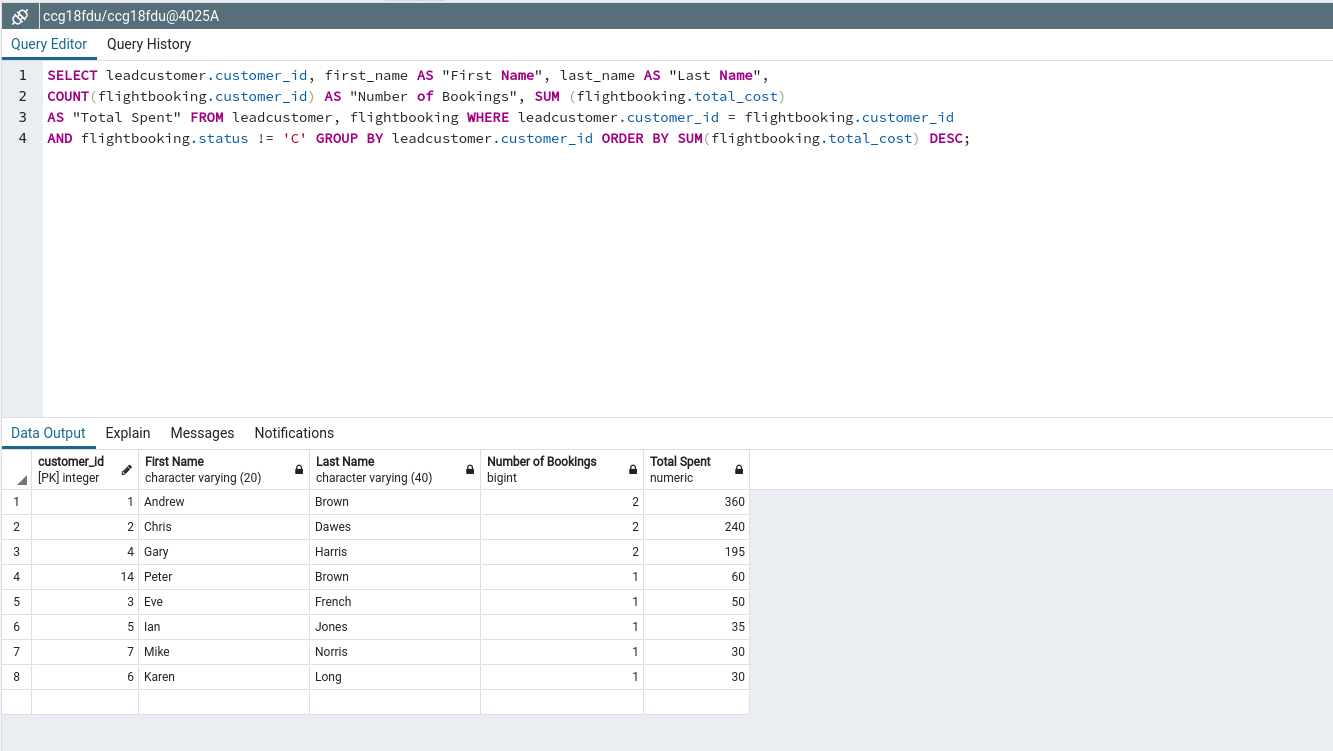 ccg18fdu/ccg18fdu@4025A
Query Editor Query History
1 SELECT leadcustomer.customer_id, first_name AS "First Name", last_name AS "Last Name",
2 COUNT(flightbooking.customer_id) AS "Number of Bookings", SUM (flightbooking.total_cost)
3 AS "Total Spent" FROM leadcustomer, flightbooking WHERE leadcustomer.customer_id = flightbooking.customer_id
4 AND flightbooking.status != 'C' GROUP BY leadcustomer.customer_id ORDER BY SUM(flightbooking.total_cost) DESC;
Data Output Explain Messages Notifications
customer_id First Name Last Name Number of Bookings Total Spent
[PK] integer character varying (20) character varying (40) bigint numeric
1 1 Andrew Brown 2 360
2 2 Chris Dawes 2 240
3 4 Gary Harris 2 195
4 14 Peter Brown 1 60
5 3 Eve French 1 50
6 5 Ian Jones 1 35
7 7 Mike Norris 1 30
8 6 Karen Long 1 30